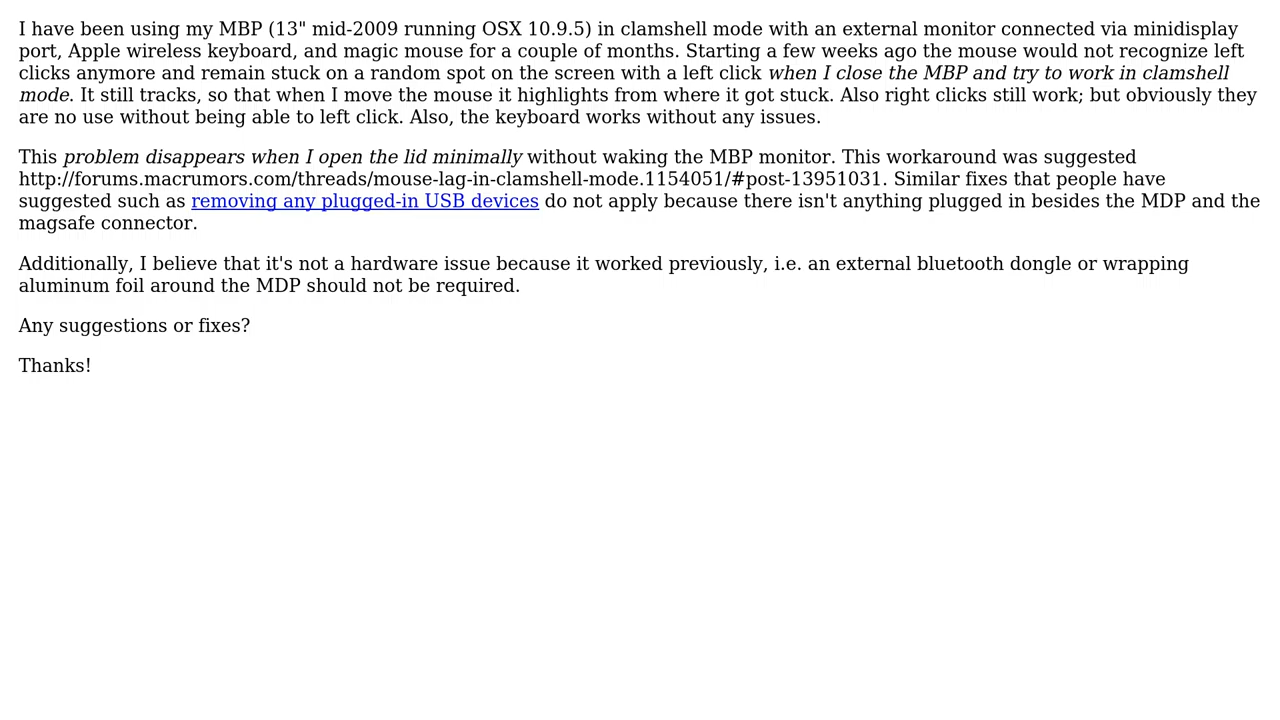 I have been using my MBP (13" mid-2009 running OSX 10.9.5) in clamshell mode with an external monitor connected via minidisplay
port, Apple wireless keyboard, and magic mouse for a couple of months. Starting a few weeks ago the mouse would not recognize left
clicks anymore and remain stuck on a random spot on the screen with a left click when I close the MBP and try to work in clamshell
mode. It still tracks, so that when I move the mouse it highlights from where it got stuck. Also right clicks still work; but obviously they
are no use without being able to left click. Also, the keyboard works without any issues.
This problem disappears when I open the lid minimally without waking the MBP monitor. This workaround was suggested
http://forums.macrumors.com/threads/mouse-lag-in-clamshell-mode.1154051/#post-13951031. Similar fixes that people have
suggested such as removing any plugged-in USB devices do not apply because there isn't anything plugged in besides the MDP and the
magsafe connector.
Additionally, I believe that it's not a hardware issue because it worked previously, i.e. an external bluetooth dongle or wrapping
aluminum foil around the MDP should not be required.
Any suggestions or fixes?
Thanks!